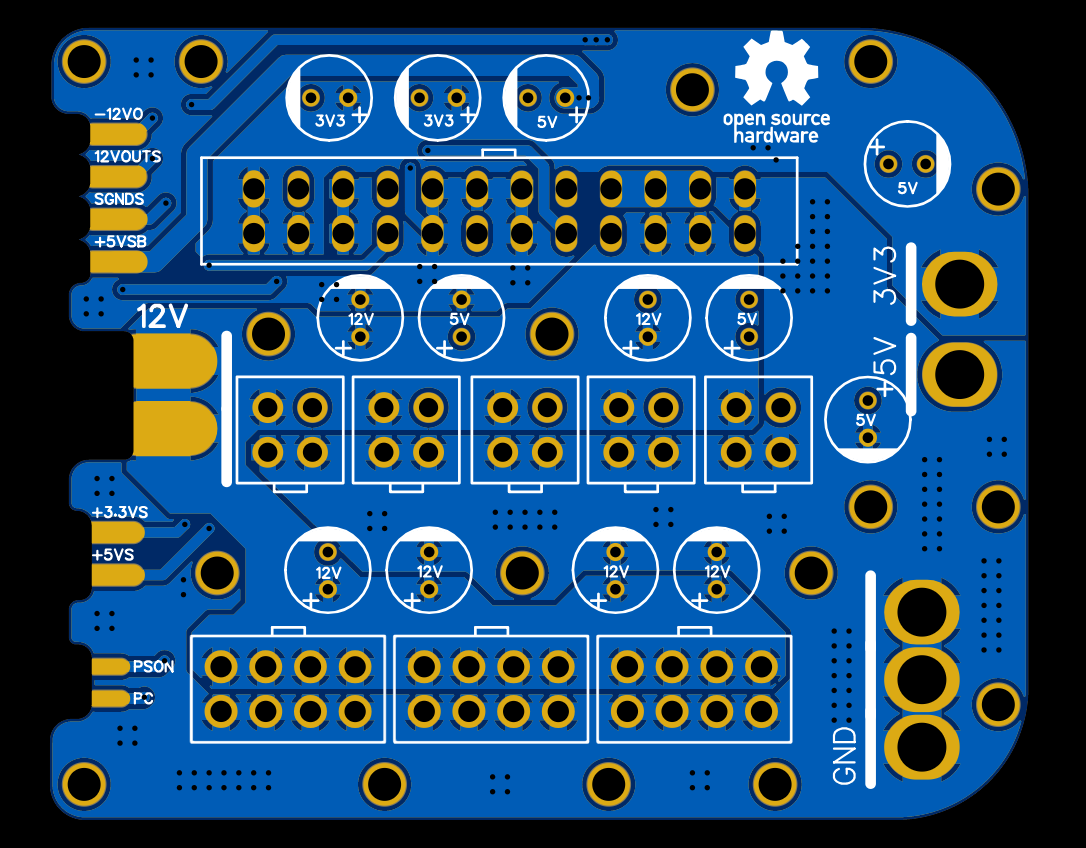 open source
hardware
-12VO
12VOUTS
SGNDS
+5VSB
3V3
+
3V3
+
5V
+
+
5V
12V
3V3
5V
12V
+
5V
+
12V
+
5V
+
+
5V
+3.3VS
+5VS
12V
+
12V
+
12V
+
12V
+
PSON
GND